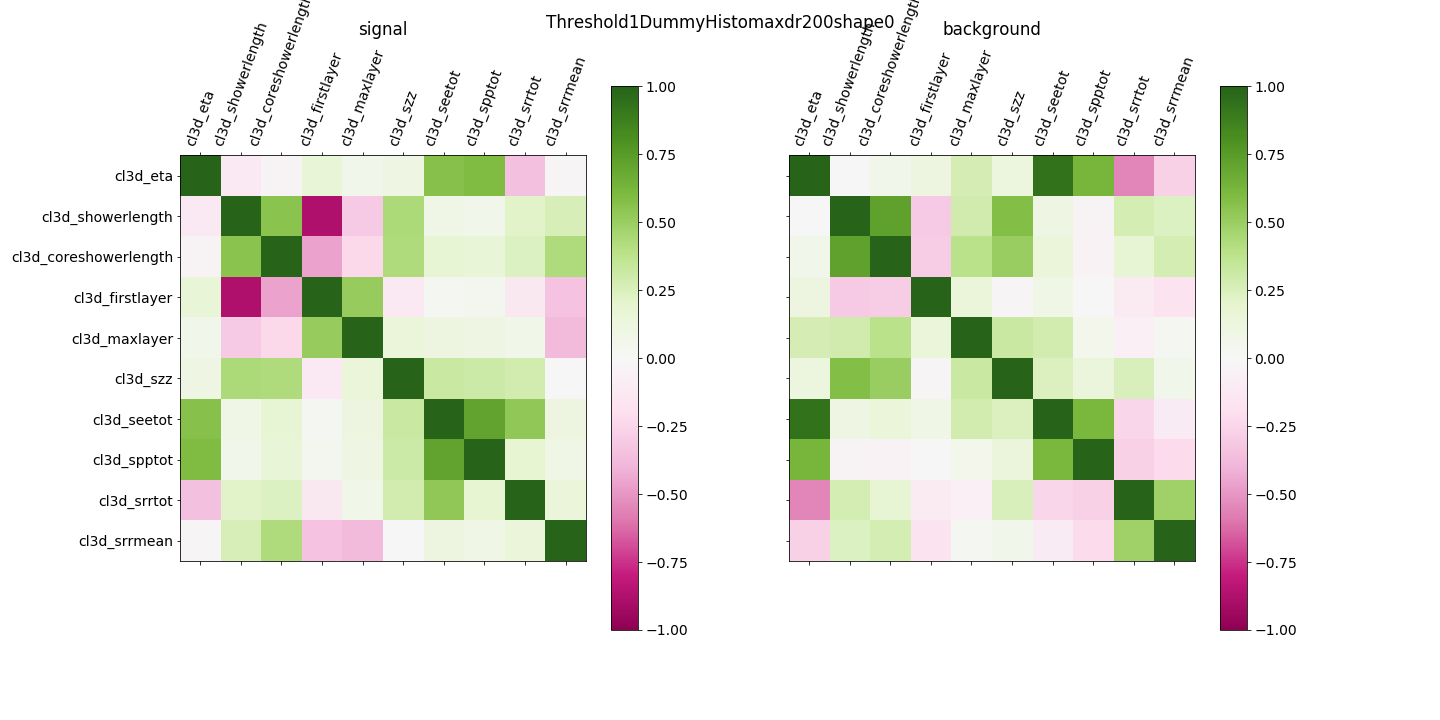 Threshold1DummyHistomaxdr200shape0
signal
cl3d_eta
cl3d_showerlength
cl3d_coreshowerlength
cl3d_firstlayer
cl3d_maxlayer
cl3d_szz
cl3d_seetot
cl3d_spptot
cl3d_srrtot
cl3d_srrmean
cl3d_eta
cl3d_showerlength
cl3d_coreshowerlength
cl3d_firstlayer
cl3d_maxlayer
cl3d_szz
cl3d_seetot
cl3d_spptot
cl3d_srrtot
cl3d_srrmean
1.00
0.75
0.50
0.25
0.00
−0.25
−0.50
−0.75
−1.00
background
cl3d_eta
cl3d_showerlength
cl3d_coreshowerlength
cl3d_firstlayer
cl3d_maxlayer
cl3d_szz
cl3d_seetot
cl3d_spptot
cl3d_srrtot
cl3d_srrmean
1.00
0.75
0.50
0.25
0.00
−0.25
−0.50
−0.75
−1.00